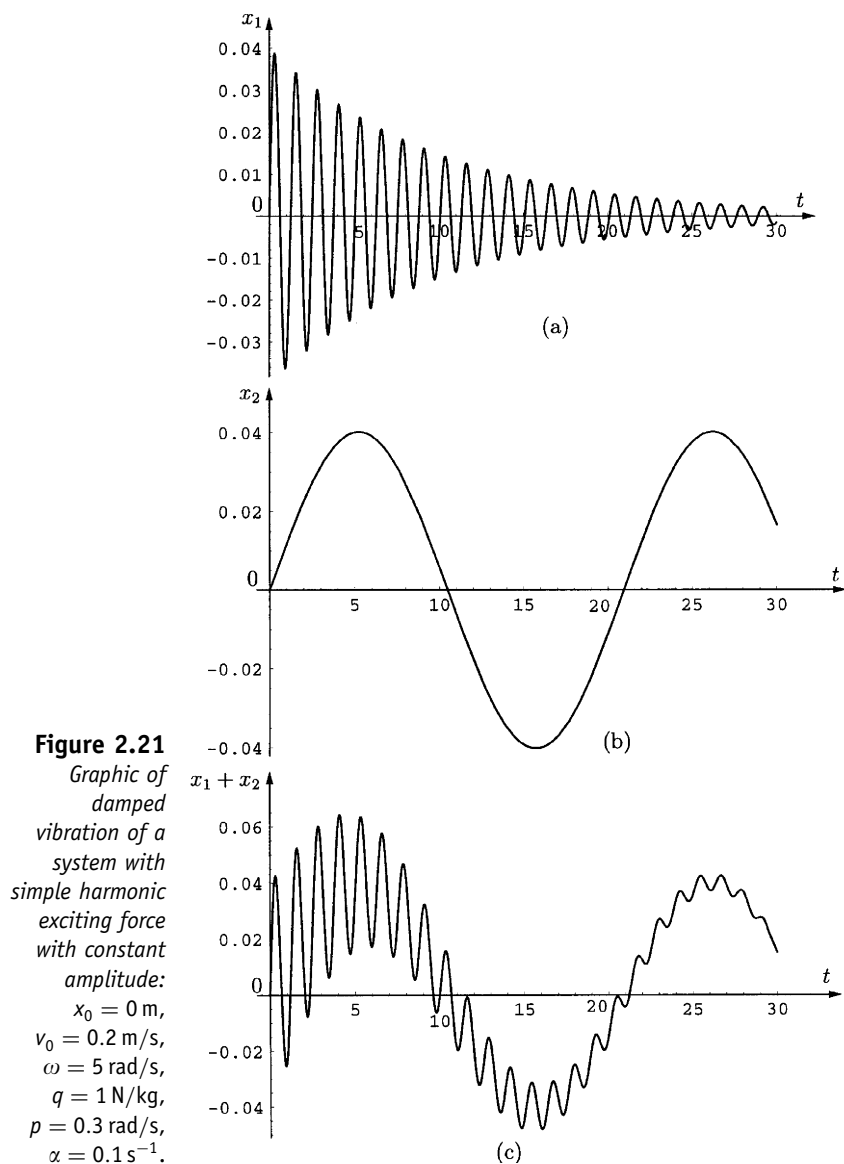 x₁
0.04
0.03
0.02
0.01
0
t
5
10
15
20
25
30
-0.01
-0.02
-0.03
(a)
x₂
0.04
0.02
0
t
5
10
15
20
25
30
-0.02
-0.04
(b)
Figure 2.21
Graphic of
damped
vibration of a
system with
simple harmonic
exciting force
with constant
amplitude:
x₀ = 0 m,
v₀ = 0.2 m/s,
ω = 5 rad/s,
q = 1 N/kg,
p = 0.3 rad/s,
α = 0.1 s⁻¹.
x₁ + x₂
0.06
0.04
0.02
0
t
5
10
15
20
25
30
-0.02
-0.04
(c)